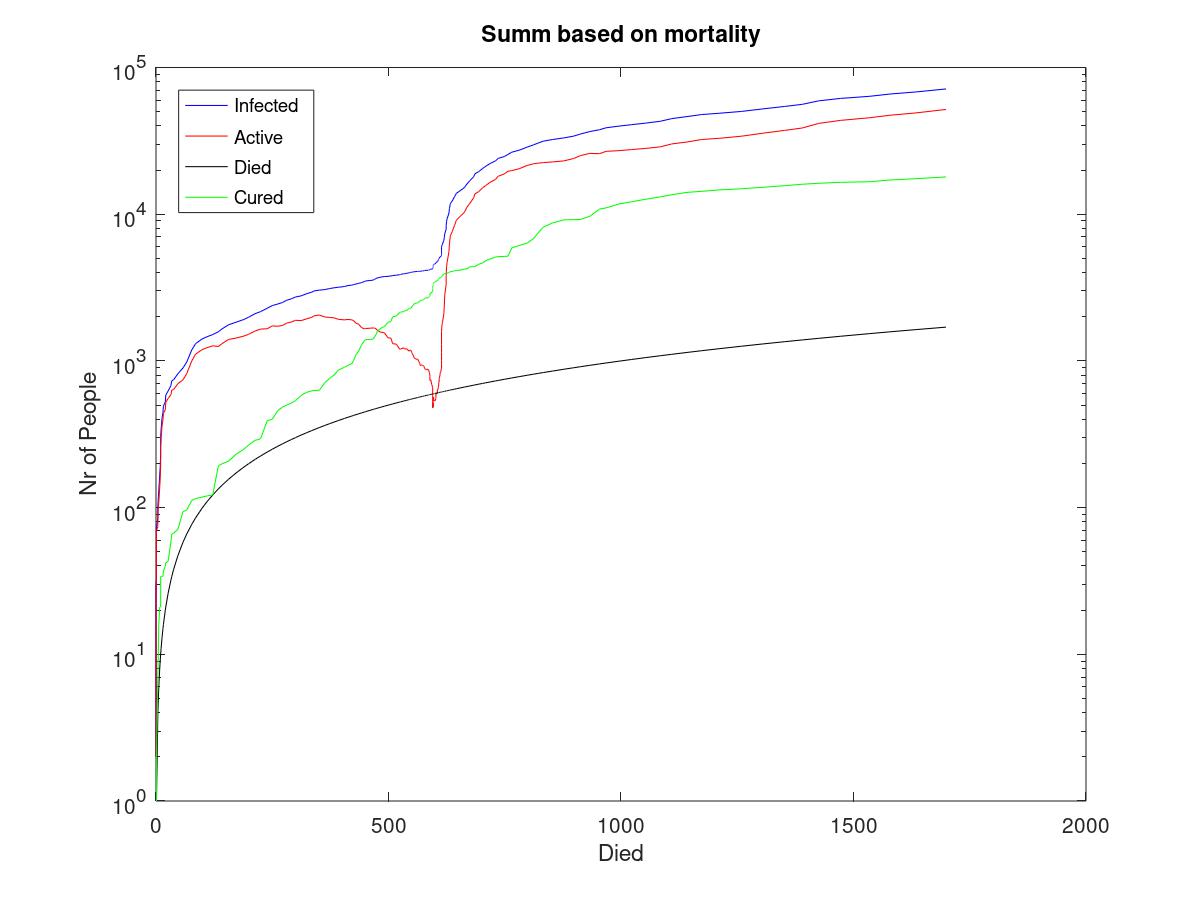 Summ based on mortality
10^5
Infected
Active
Died
Cured
10^4
10^3
10^2
10^1
10^0
Nr of People
0 500 1000 1500 2000
Died